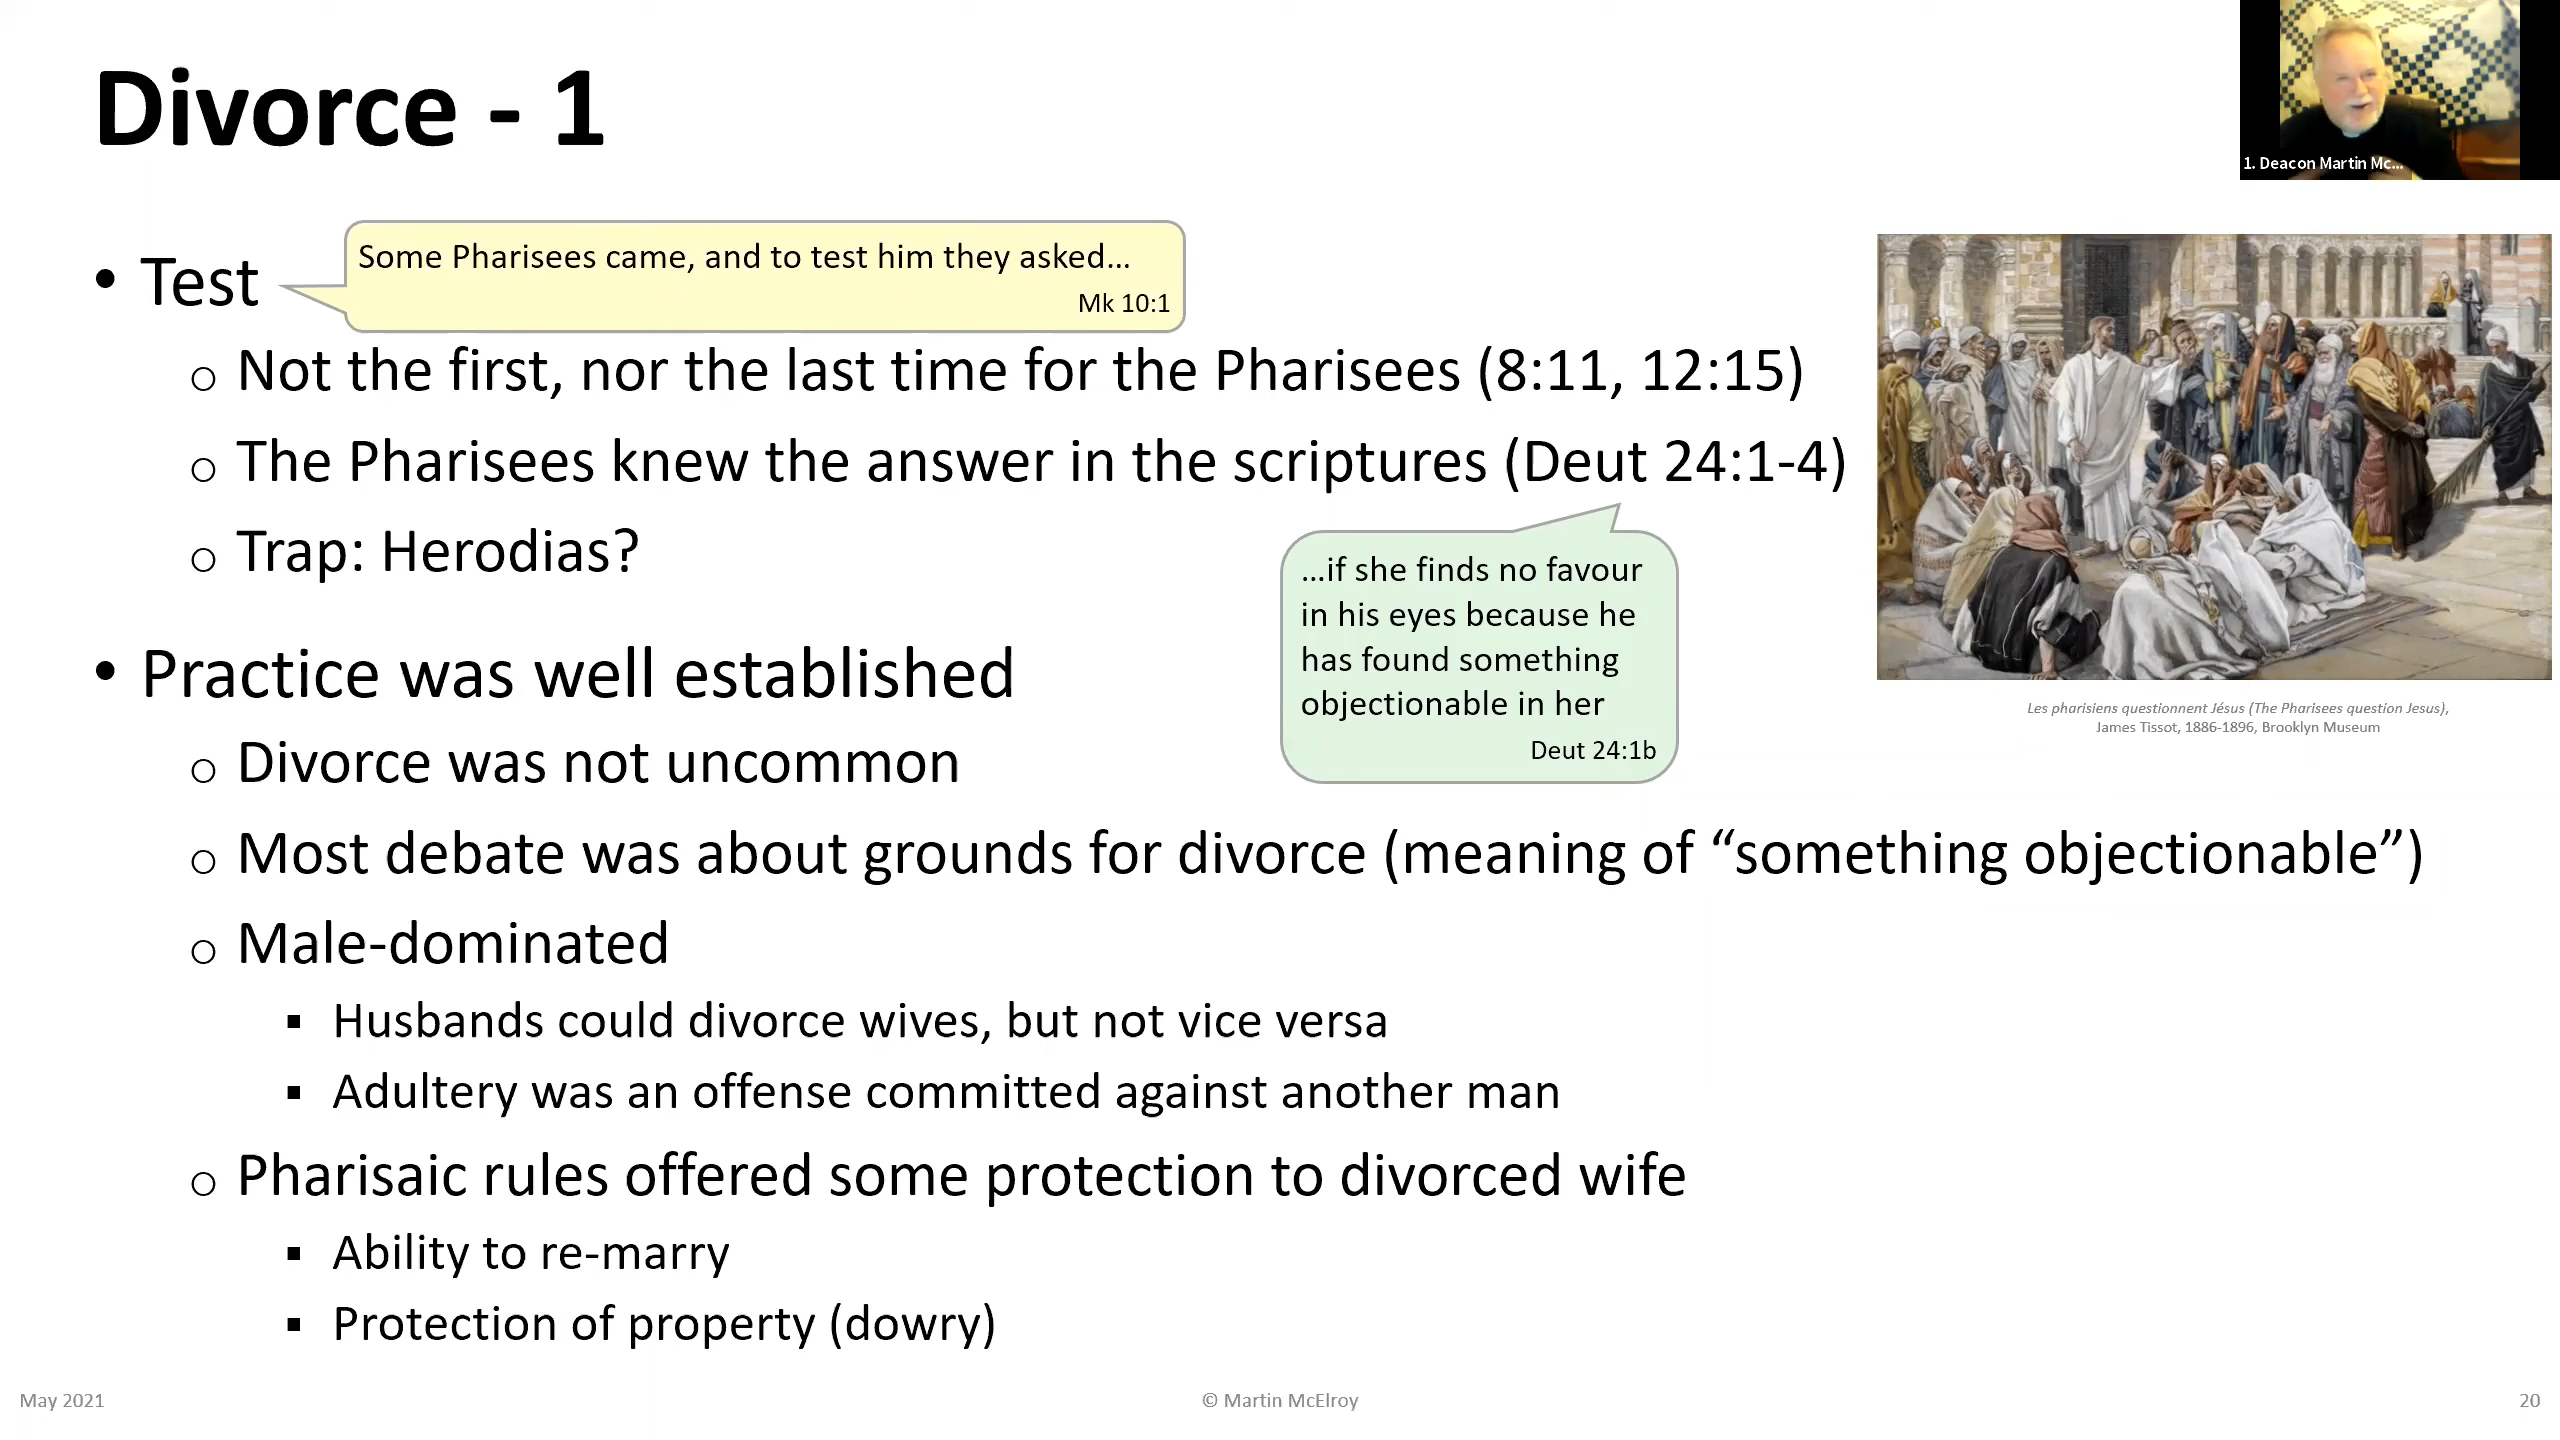 Divorce - 1
1. Deacon Martin Mc...
• Test
Some Pharisees came, and to test him they asked...
Mk 10:1
o Not the first, nor the last time for the Pharisees (8:11, 12:15)
o The Pharisees knew the answer in the scriptures (Deut 24:1-4)
o Trap: Herodias?
...if she finds no favour
in his eyes because he
has found something
objectionable in her
Deut 24:1b
Les pharisiens questionnent Jésus (The Pharisees question Jesus),
James Tissot, 1886-1896, Brooklyn Museum
• Practice was well established
o Divorce was not uncommon
o Most debate was about grounds for divorce (meaning of “something objectionable”)
o Male-dominated
▪ Husbands could divorce wives, but not vice versa
▪ Adultery was an offense committed against another man
o Pharisaic rules offered some protection to divorced wife
▪ Ability to re-marry
▪ Protection of property (dowry)
May 2021
© Martin McElroy
20